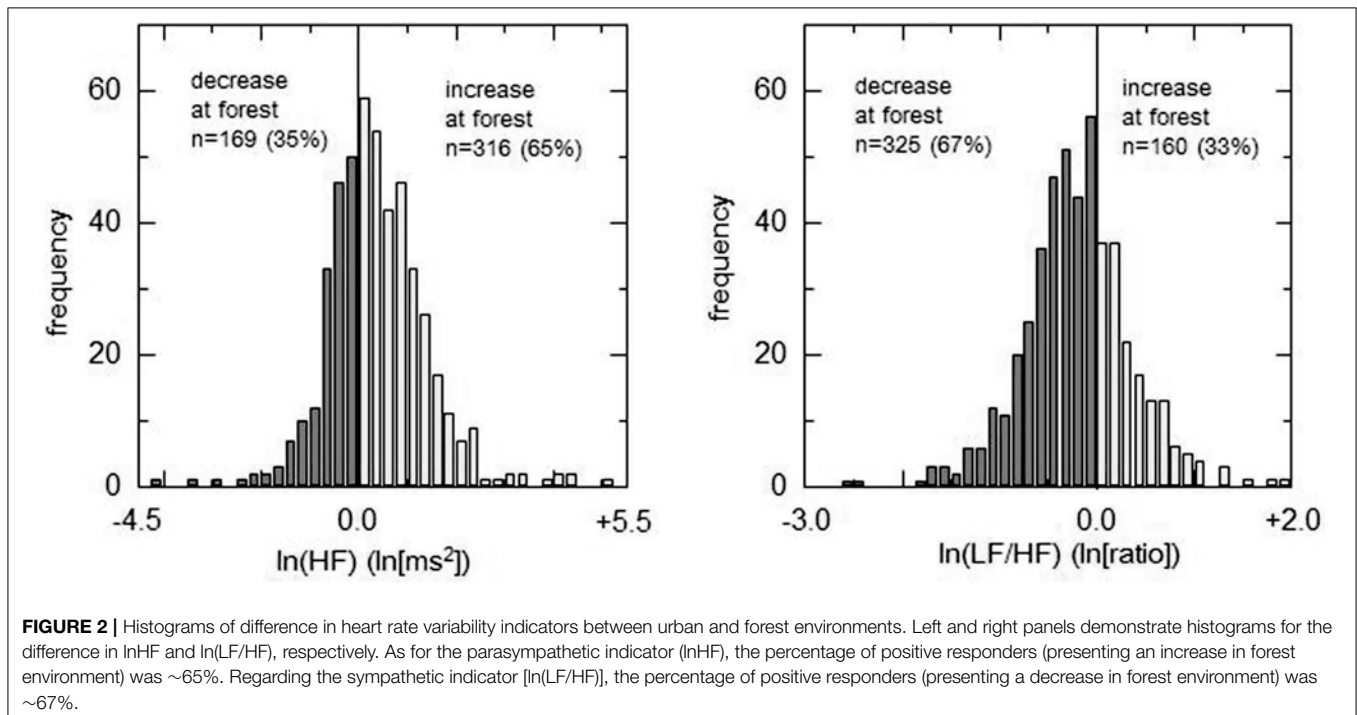 decrease
at forest
n=169 (35%)
increase
at forest
n=316 (65%)
60
40
20
0
frequency
-4.5
0.0
+5.5
ln(HF) (ln[ms²])
decrease
at forest
n=325 (67%)
increase
at forest
n=160 (33%)
60
40
20
0
frequency
-3.0
0.0
+2.0
ln(LF/HF) (ln[ratio])
FIGURE 2 | Histograms of difference in heart rate variability indicators between urban and forest environments. Left and right panels demonstrate histograms for the
difference in lnHF and ln(LF/HF), respectively. As for the parasympathetic indicator (lnHF), the percentage of positive responders (presenting an increase in forest
environment) was ~65%. Regarding the sympathetic indicator [ln(LF/HF)], the percentage of positive responders (presenting a decrease in forest environment) was
~67%.